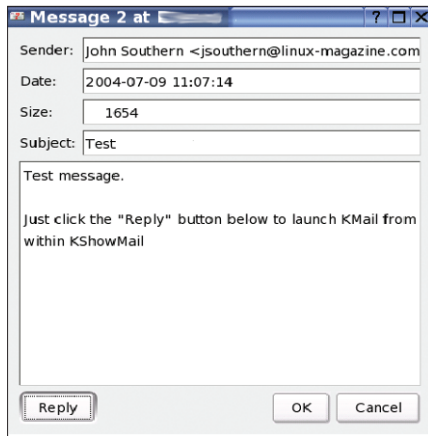 Message 2 at
Sender: John Southern <jsouthern@linux-magazine.com
Date: 2004-07-09 11:07:14
Size: 1654
Subject: Test
Test message.
Just click the "Reply" button below to launch KMail from
within KShowMail
Reply OK Cancel